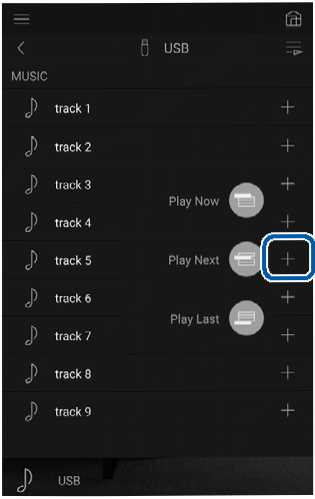 USB
MUSIC
track 1
track 2
track 3
Play Now
track 4
track 5
Play Next
track 6
Play Last
track 7
track 8
track 9
USB